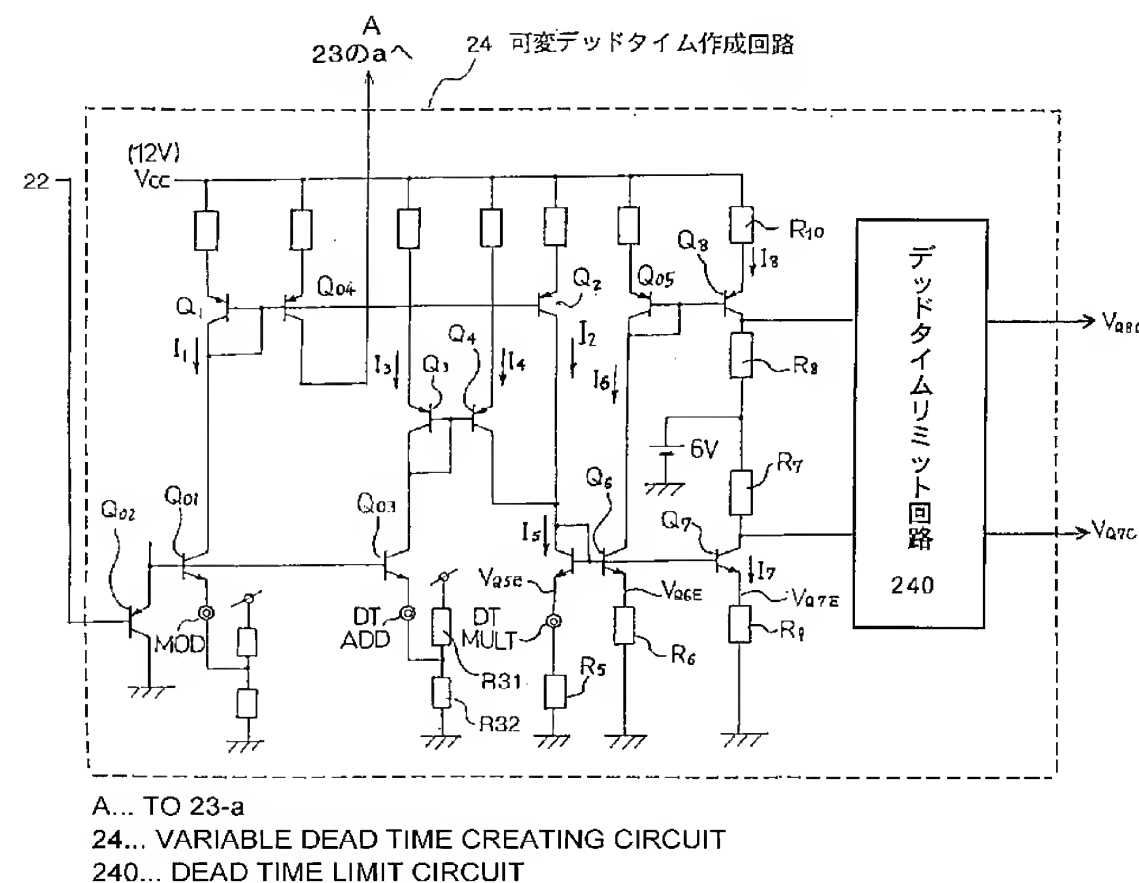 A
23のaへ
24 可変デッドタイム作成回路
22
(12V)
Vcc
R10
Q8
I8
Q1
Q04
Q2
Q05
I1
I3
Q4
I4
I2
I6
Q3
R8
VQ8C
6V
R7
デッドタイムリミット回路
240
Q02
Q01
Q03
I5
Q6
Q7
I7
VQ7C
VQ5E
VQ6E
VQ7E
MOD
DT
ADD
DT
MULT
R31
R5
R6
R9
R32
A... TO 23-a
24... VARIABLE DEAD TIME CREATING CIRCUIT
240... DEAD TIME LIMIT CIRCUIT